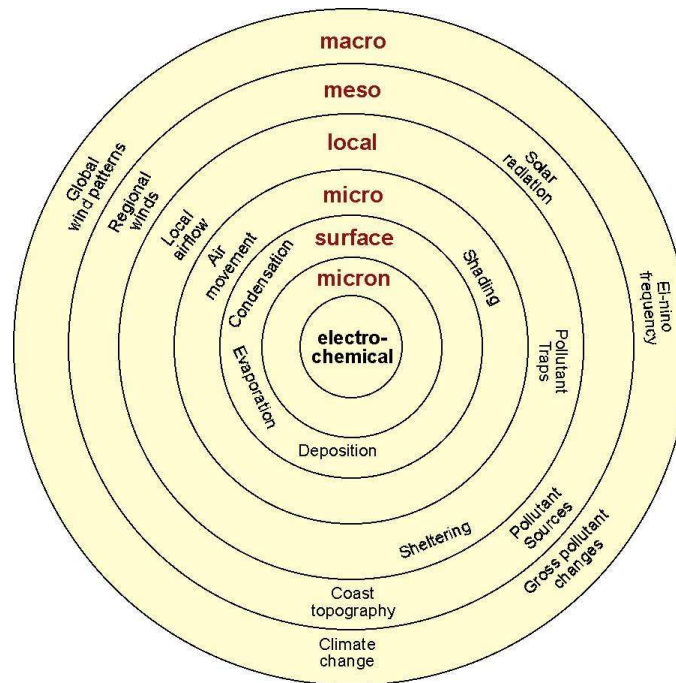 macro
meso
local
micro
surface
micron
electro-
chemical
Global
wind patterns
Regional
winds
Local
airflow
Air
movement
Condensation
Evaporation
Deposition
Shading
Solar
radiation
El-nino
frequency
Pollutant
Traps
Sheltering
Pollutant
Sources
Gross pollutant
changes
Coast
topography
Climate
change